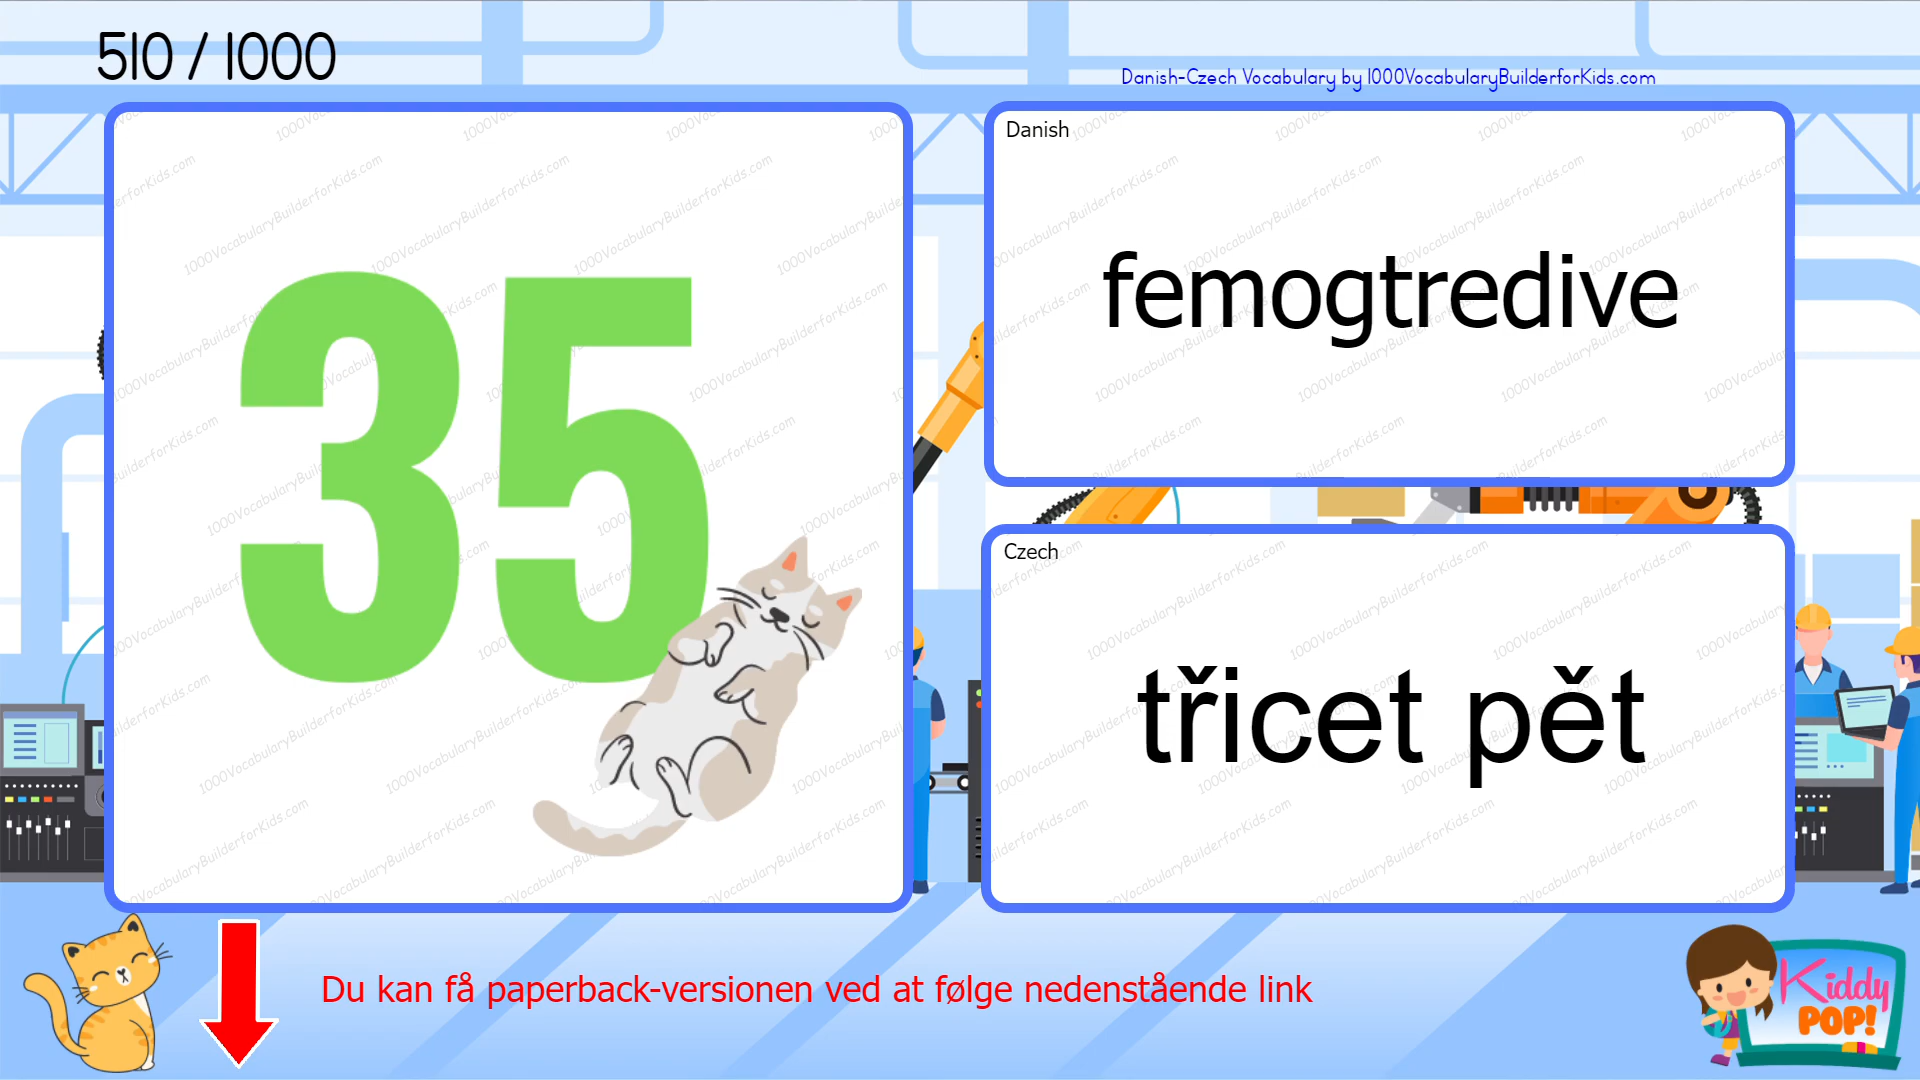 510 / 1000
Danish-Czech Vocabulary by 1000VocabularyBuilderforKids.com
35
Danish
femogtredive
Czech
třicet pět
Du kan få paperback-versionen ved at følge nedenstående link
Kiddy
POP!